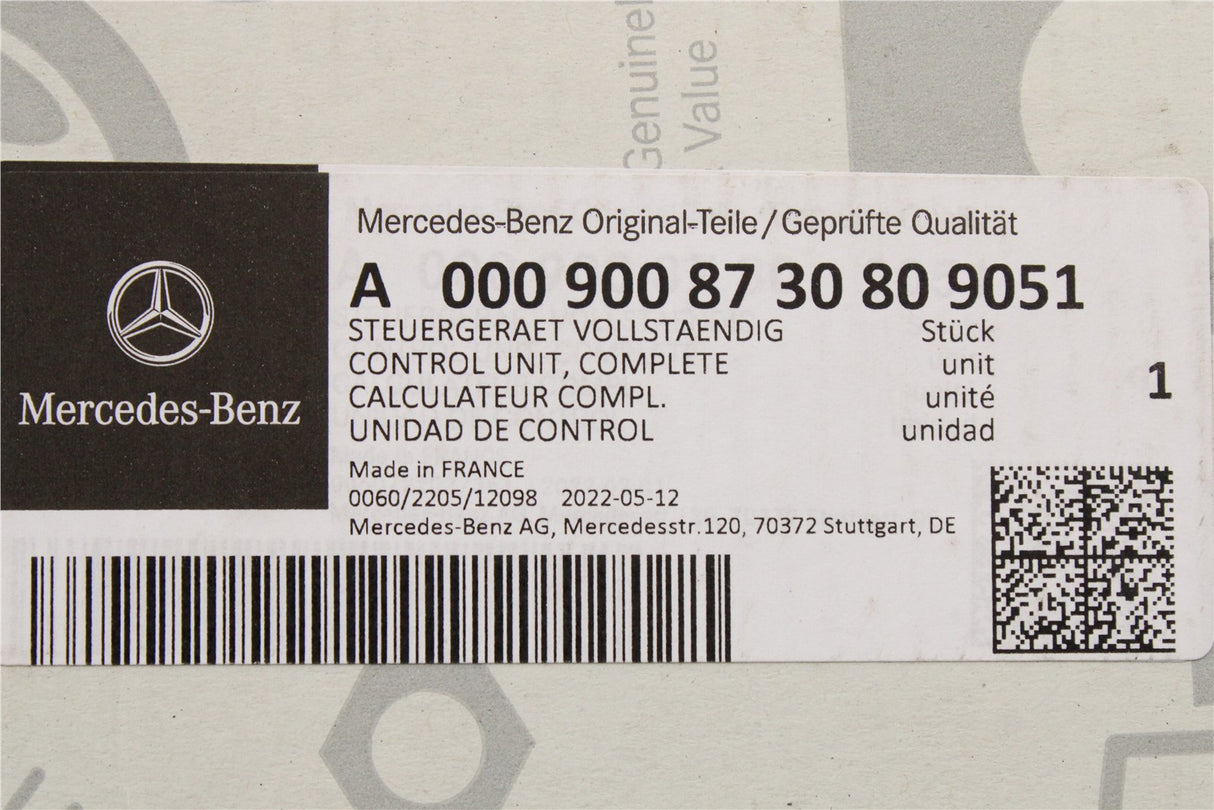 Genuine
Value
Mercedes-Benz
Mercedes-Benz Original-Teile/Geprüfte Qualität
A 000 900 87 30 80 9051
STEUERGERAET VOLLSTAENDIG Stück
CONTROL UNIT, COMPLETE unit
CALCULATEUR COMPL. unité
UNIDAD DE CONTROL unidad
1
Made in FRANCE
0060/2205/12098 2022-05-12
Mercedes-Benz AG, Mercedesstr.120, 70372 Stuttgart, DE